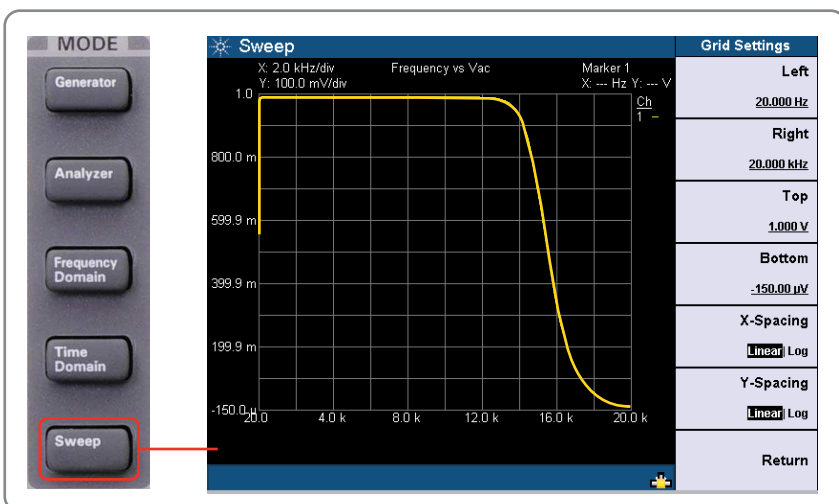 MODE
Generator
Analyzer
Frequency
Domain
Time
Domain
Sweep
Sweep
X: 2.0 kHz/div Frequency vs Vac Marker 1
Y: 100.0 mV/div X: --- Hz Y: --- V
Ch
1 –
1.0
800.0 m
599.9 m
399.9 m
199.9 m
-150.0 µ
20.0 4.0 k 8.0 k 12.0 k 16.0 k 20.0 k
Grid Settings
Left
20.000 Hz
Right
20.000 kHz
Top
1.000 V
Bottom
-150.00 µV
X-Spacing
Linear| Log
Y-Spacing
Linear| Log
Return